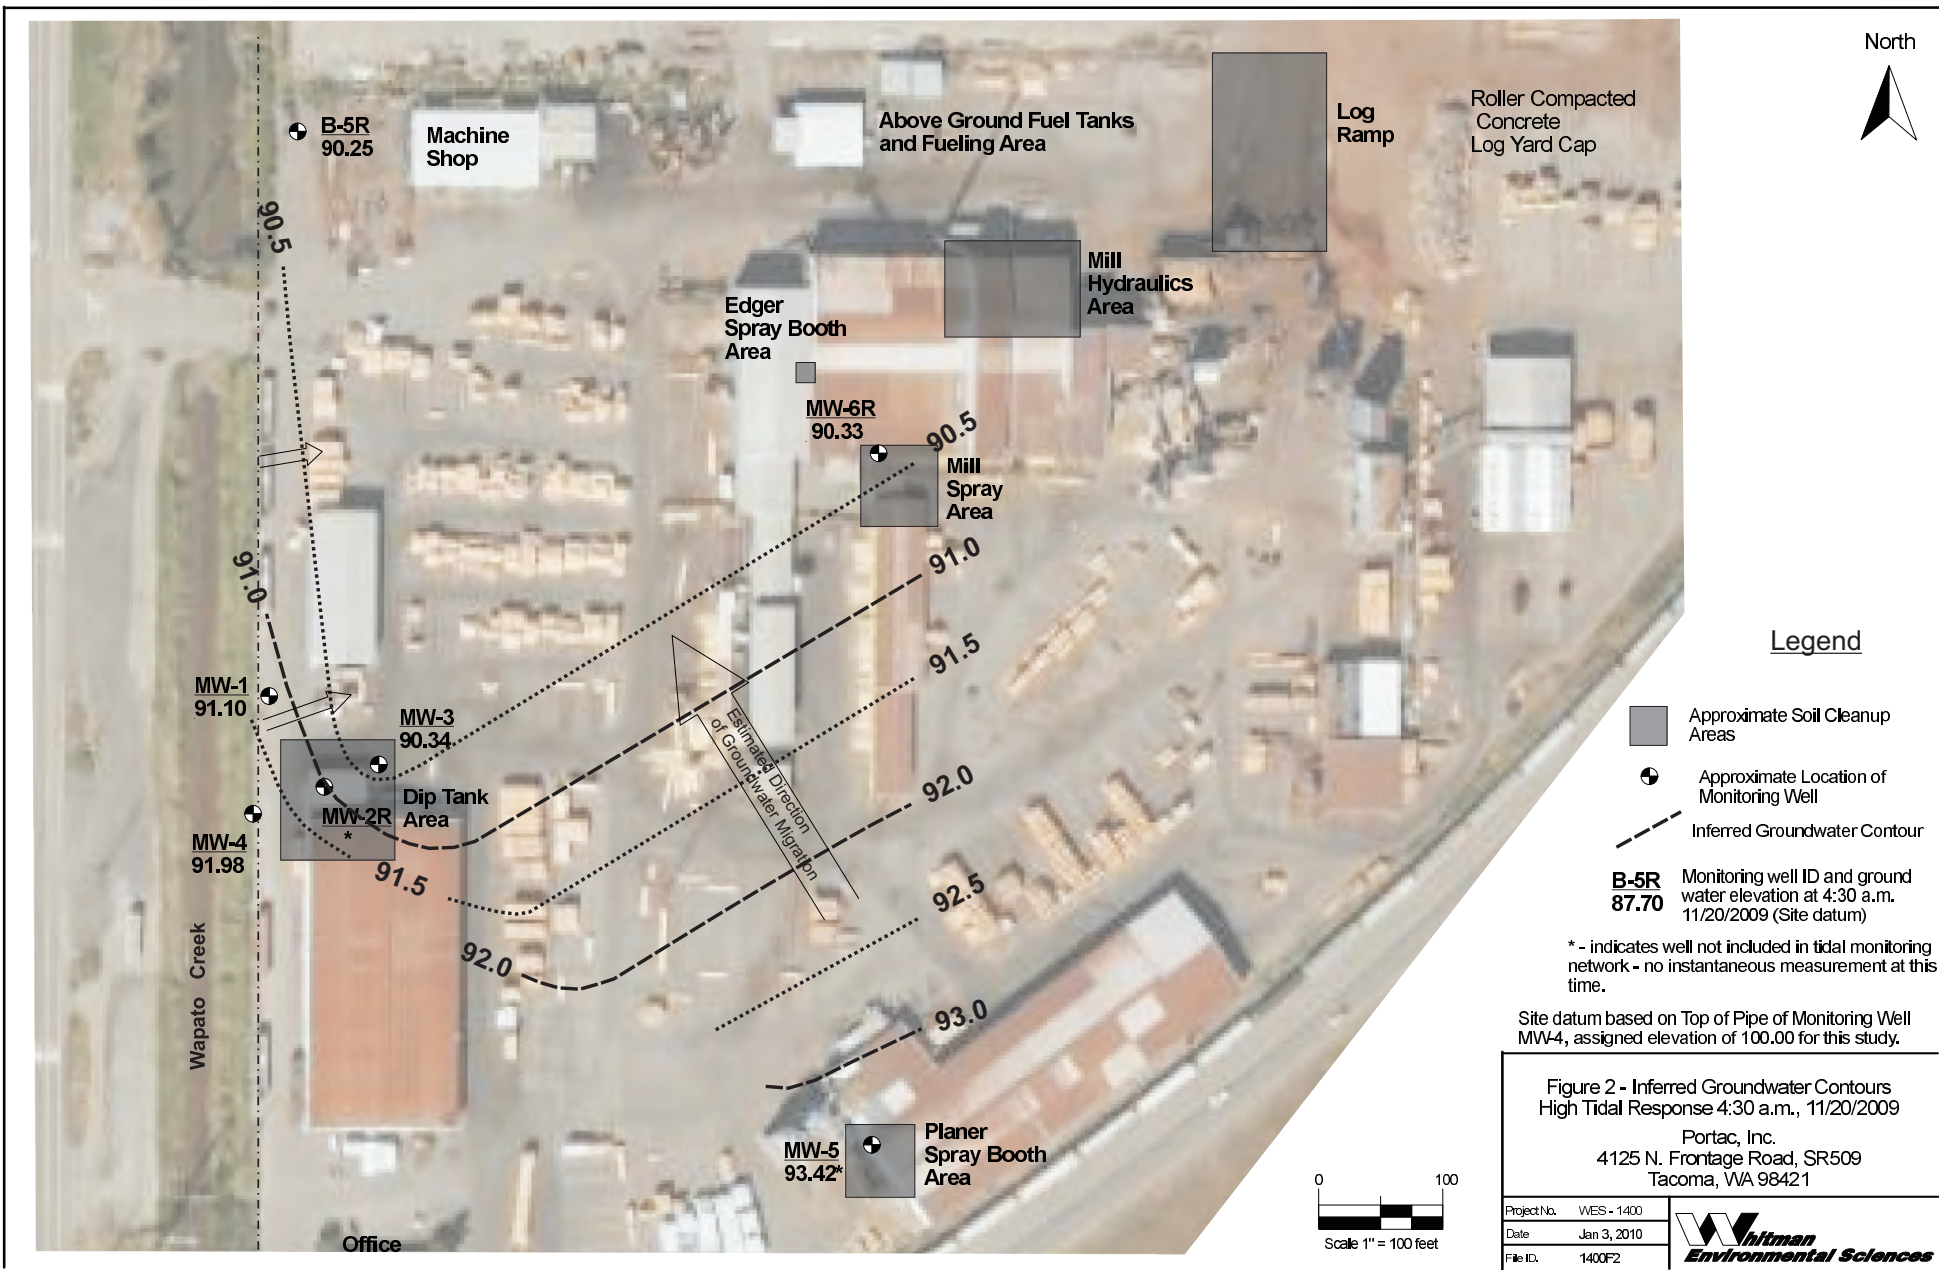 North
B-5R
90.25
Machine
Shop
Above Ground Fuel Tanks
and Fueling Area
Log
Ramp
Roller Compacted
Concrete
Log Yard Cap
90.5
Mill
Hydraulics
Area
Edger
Spray Booth
Area
MW-6R
90.33
90.5
Mill
Spray
Area
91.0
91.0
91.5
MW-1
91.10
MW-3
90.34
Estimated Direction
of Groundwater Migration
92.0
MW-2R
*
Dip Tank
Area
MW-4
91.98
91.5
92.5
92.0
Wapato Creek
93.0
MW-5
93.42*
Planer
Spray Booth
Area
Office
0 100
Scale 1" = 100 feet
Legend
Approximate Soil Cleanup
Areas
Approximate Location of
Monitoring Well
Inferred Groundwater Contour
B-5R
87.70
Monitoring well ID and ground
water elevation at 4:30 a.m.
11/20/2009 (Site datum)
* - indicates well not included in tidal monitoring
network - no instantaneous measurement at this
time.
Site datum based on Top of Pipe of Monitoring Well
MW-4, assigned elevation of 100.00 for this study.
Figure 2 - Inferred Groundwater Contours
High Tidal Response 4:30 a.m., 11/20/2009
Portac, Inc.
4125 N. Frontage Road, SR509
Tacoma, WA 98421
Project No. WES - 1400
Date Jan 3, 2010
File ID. 1400F2
Whitman
Environmental Sciences